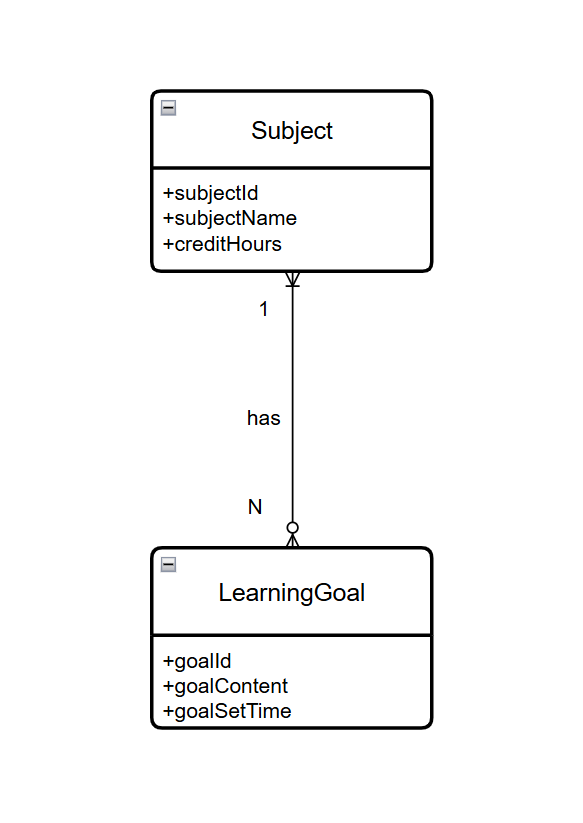 Subject
+subjectId
+subjectName
+creditHours
1
has
N
LearningGoal
+goalId
+goalContent
+goalSetTime